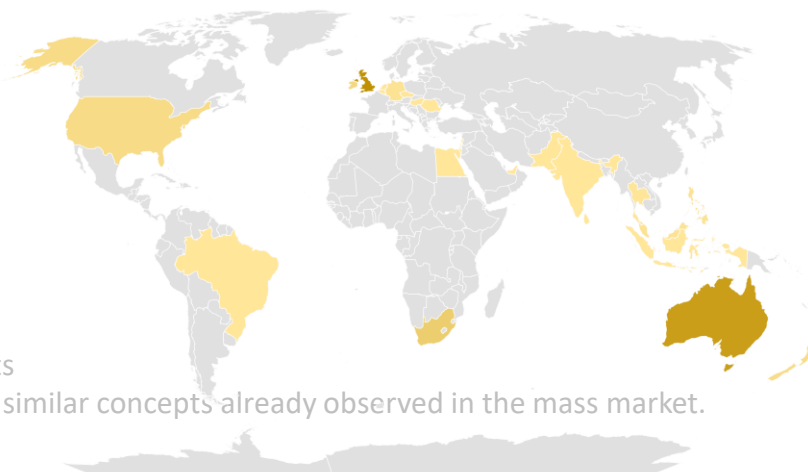 similar concepts already observed in the mass market.